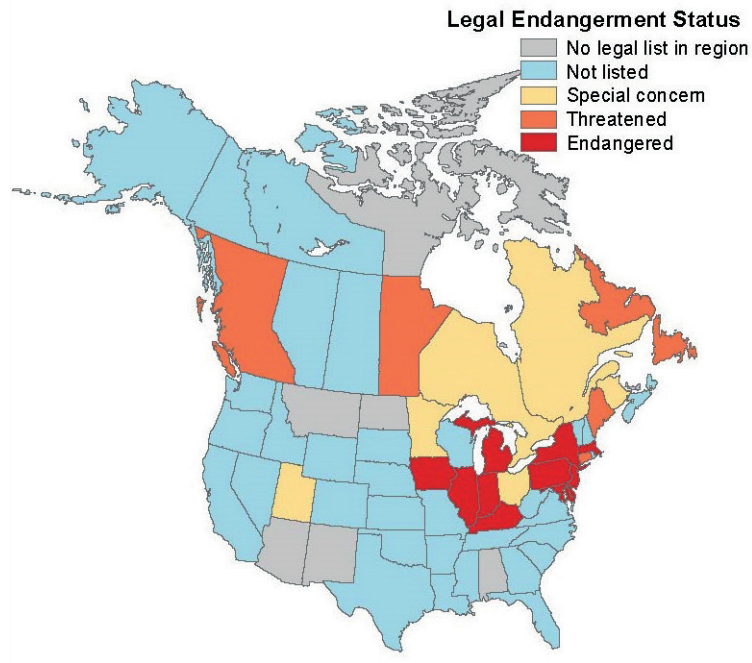 Legal Endangerment Status
No legal list in region
Not listed
Special concern
Threatened
Endangered